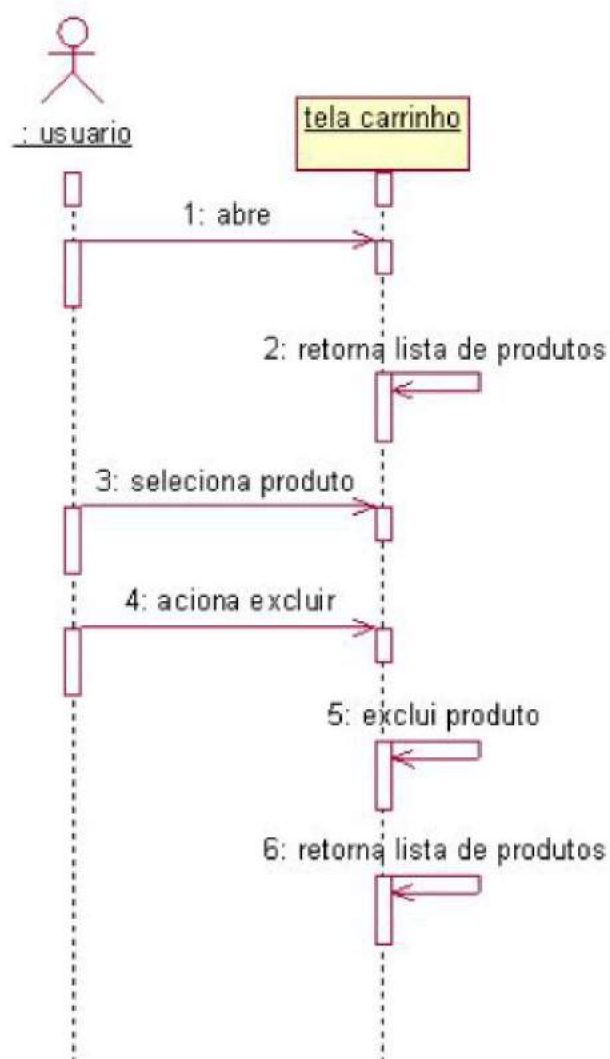 : usuario
tela carrinho
1: abre
2: retorna lista de produtos
3: seleciona produto
4: aciona excluir
5: exclui produto
6: retorna lista de produtos